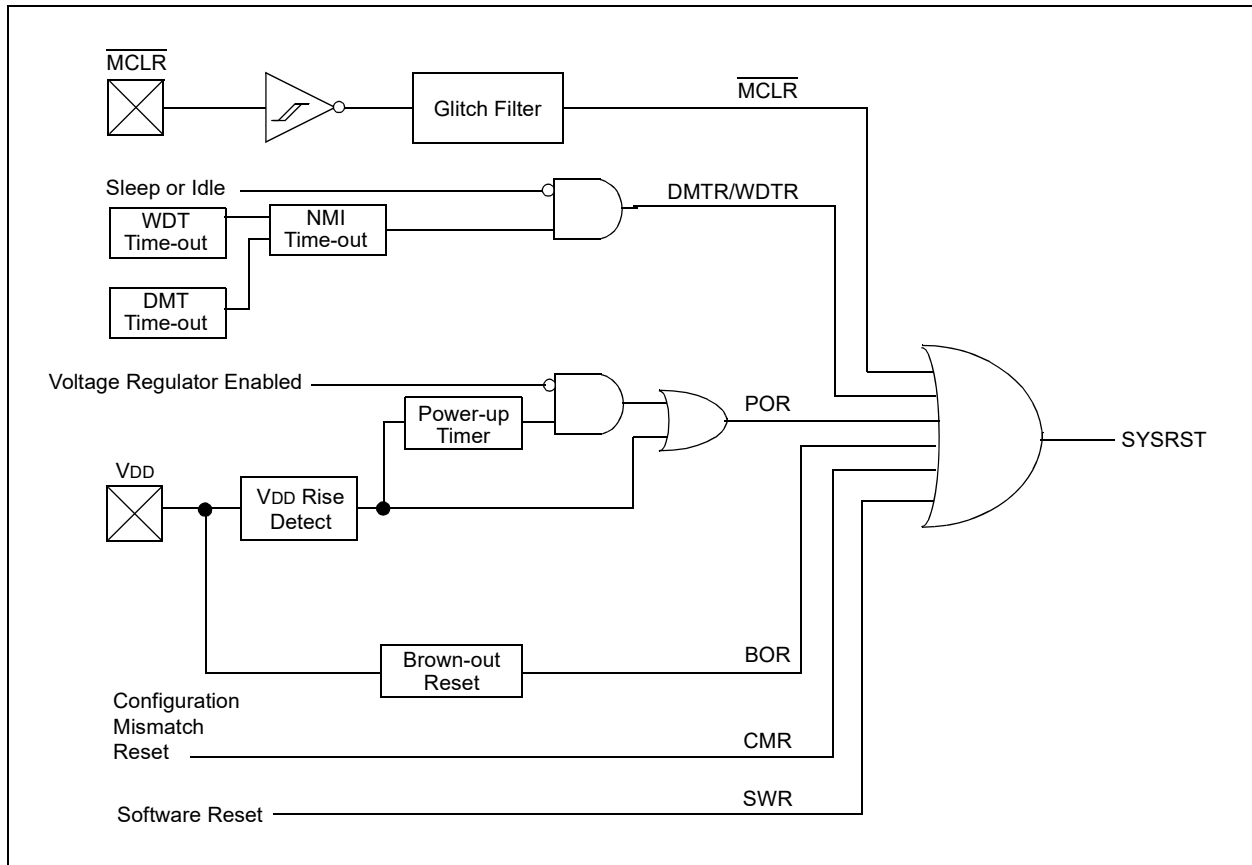 MCLR
Glitch Filter
MCLR
Sleep or Idle
DMTR/WDTR
WDT
Time-out
NMI
Time-out
DMT
Time-out
Voltage Regulator Enabled
Power-up
Timer
POR
SYSRST
VDD
VDD Rise
Detect
Brown-out
Reset
BOR
Configuration
Mismatch
Reset
CMR
Software Reset
SWR